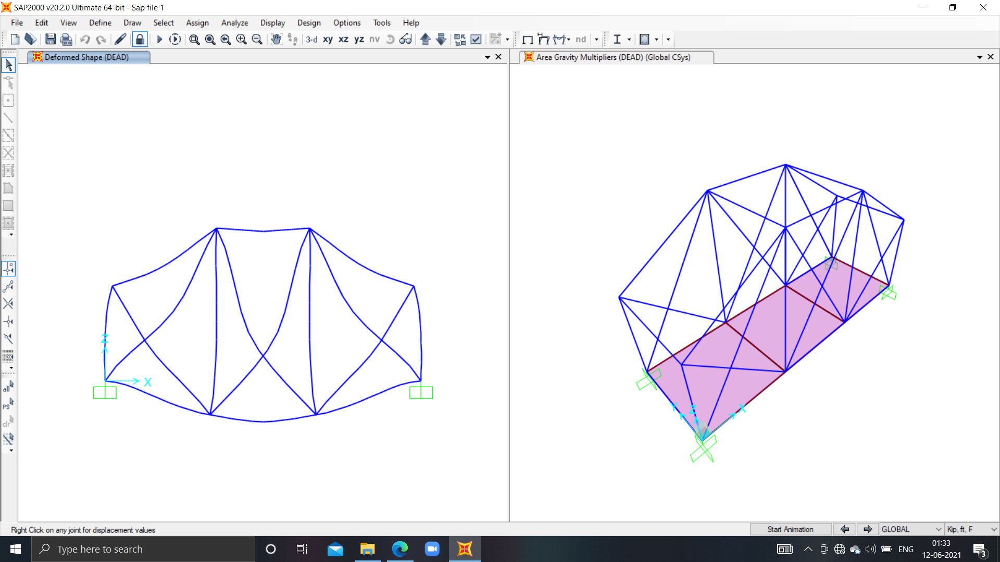 SAP2000 v20.2.0 Ultimate 64-bit - Sap file 1
File Edit View Define Draw Select Assign Analyze Display Design Options Tools Help
3-d xy xz yz nv nd
Deformed Shape (DEAD)
Area Gravity Multipliers (DEAD) (Global CSys)
all
PS
clr
Z
X
Y Z X
Right Click on any joint for displacement values
Start Animation GLOBAL Kip, ft, F
Type here to search
ENG
01:33
12-06-2021
3